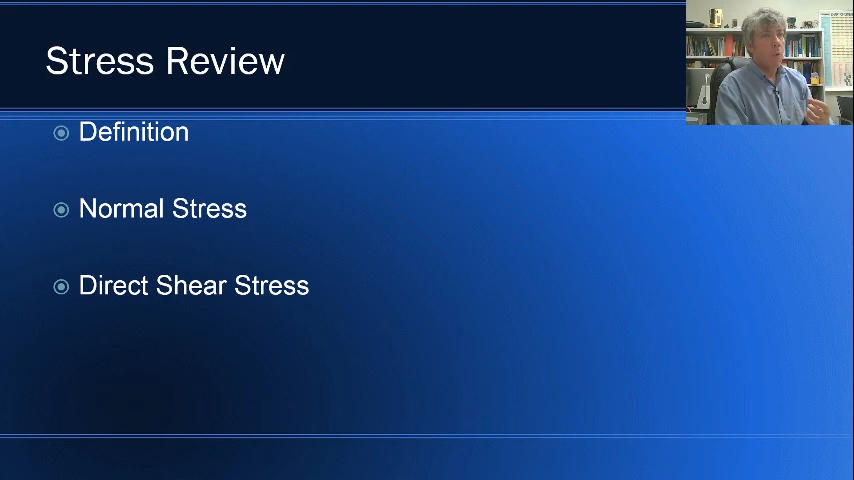 Stress Review
Definition
Normal Stress
Direct Shear Stress